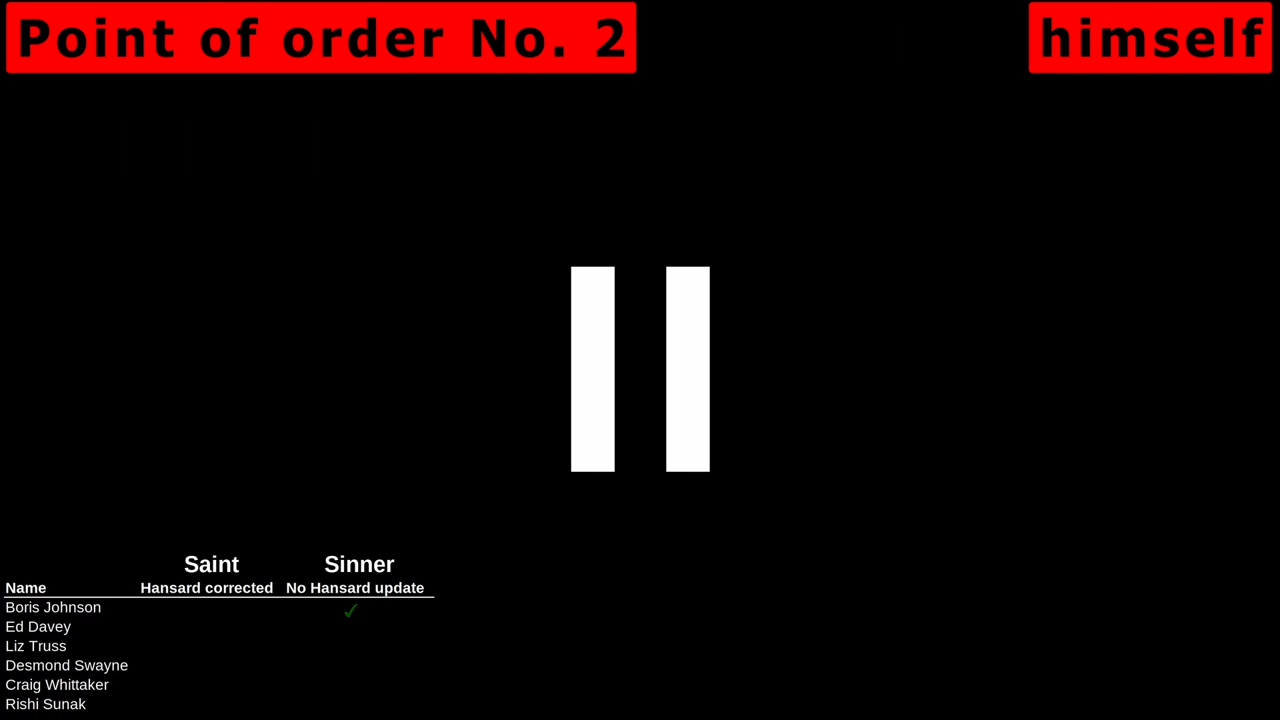 Point of order No. 2
himself
Saint Sinner
Name Hansard corrected No Hansard update
Boris Johnson ✓
Ed Davey
Liz Truss
Desmond Swayne
Craig Whittaker
Rishi Sunak